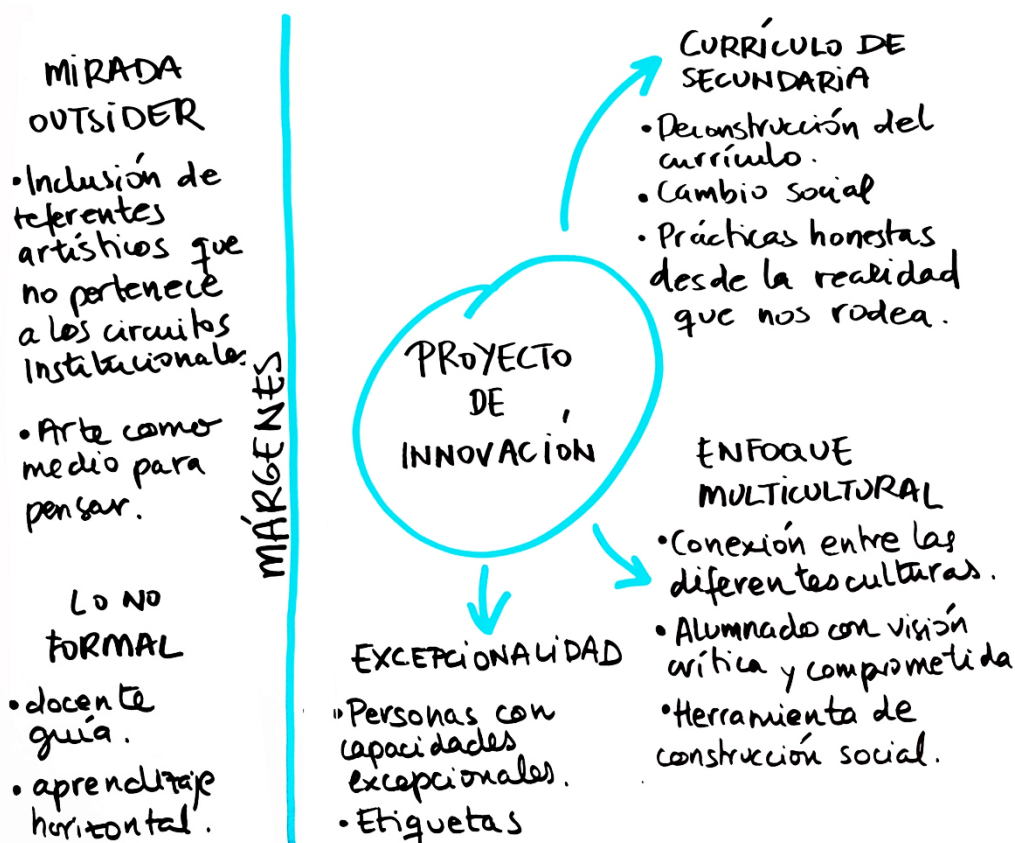 MIRADA
OUTSIDER
•Inclusión de
referentes
artísticos que
no pertenece
a los circuitos
Institucionales.
•Arte como
medio para
pensar.
LO NO
FORMAL
•docente
guía.
•aprendizaje
horizontal.
MÁRGENES
PROYECTO
DE
INNOVACIÓN
CURRÍCULO DE
SECUNDARIA
•Deconstrucción del
currículo.
•Cambio social
•Prácticas honestas
desde la realidad
que nos rodea.
ENFOQUE
MULTICULTURAL
•Conexión entre las
diferentes culturas.
•Alumnado con visión
crítica y comprometida
•Herramienta de
construcción social.
EXCEPCIONALIDAD
•Personas con
capacidades
excepcionales.
•Etiquetas